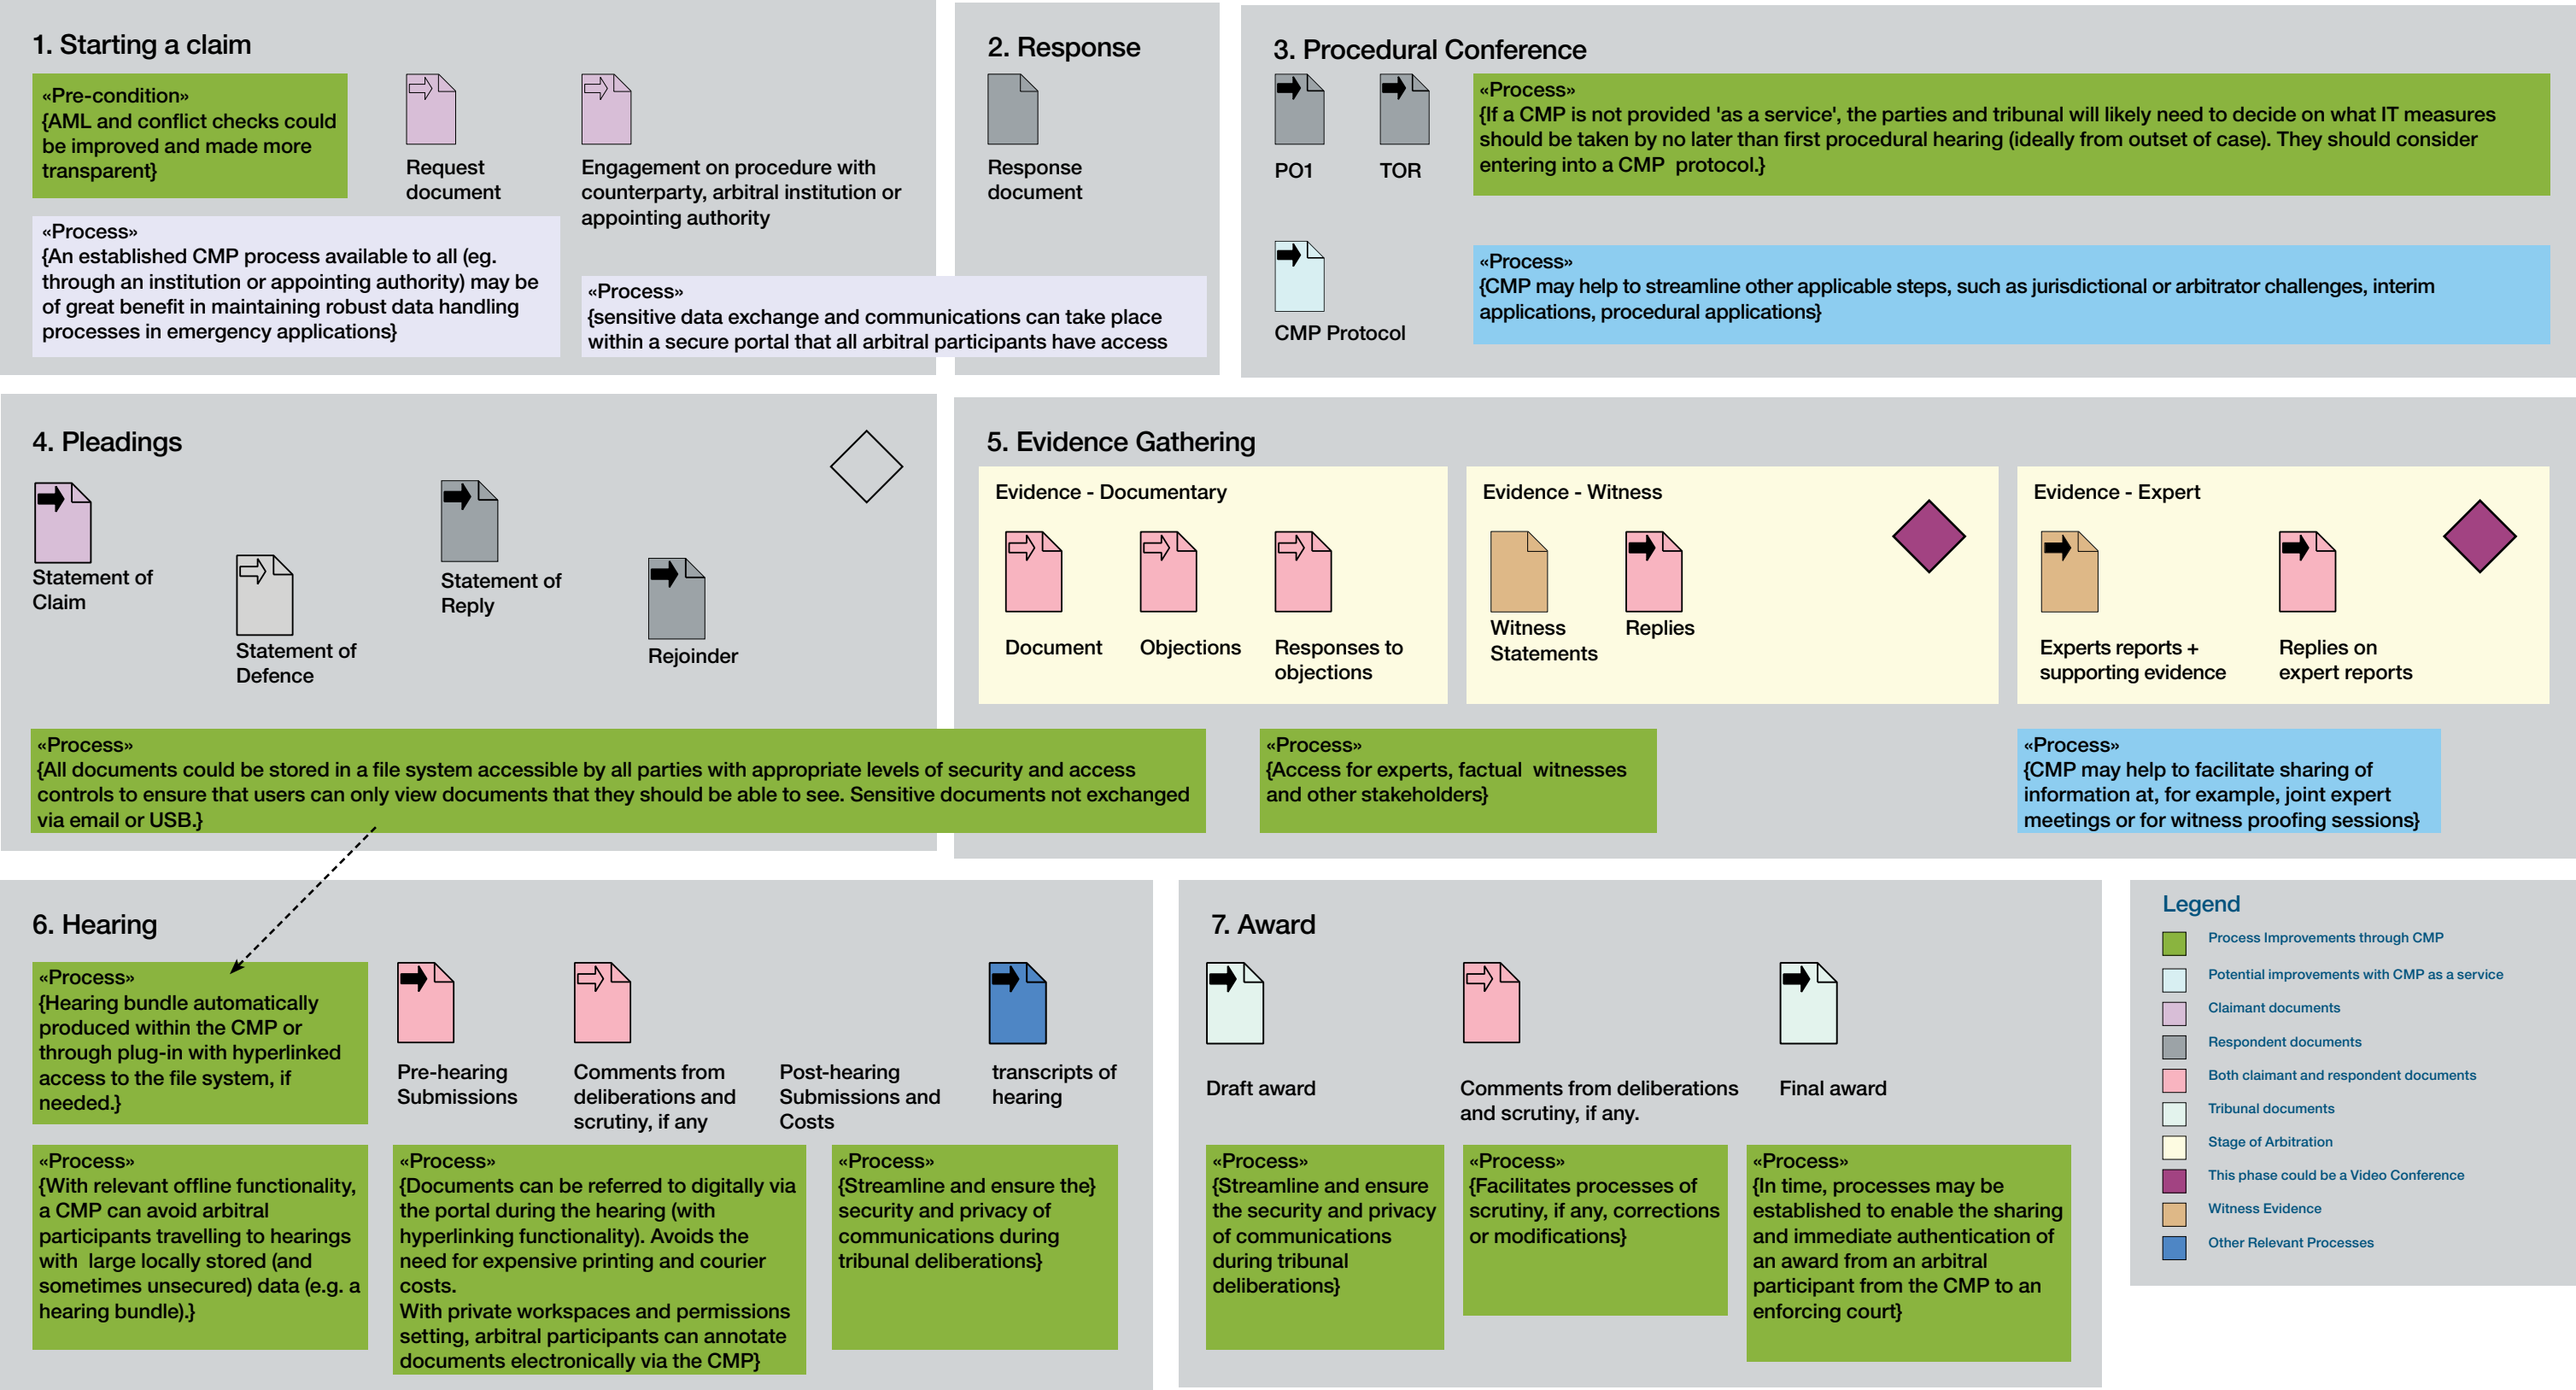 1. Starting a claim
«Pre-condition»
{AML and conflict checks could
be improved and made more
transparent}
Request
document
Engagement on procedure with
counterparty, arbitral institution or
appointing authority
«Process»
{An established CMP process available to all (eg.
through an institution or appointing authority) may be
of great benefit in maintaining robust data handling
processes in emergency applications}
«Process»
{sensitive data exchange and communications can take place
within a secure portal that all arbitral participants have access
2. Response
Response
document
3. Procedural Conference
PO1
TOR
«Process»
{If a CMP is not provided 'as a service', the parties and tribunal will likely need to decide on what IT measures
should be taken by no later than first procedural hearing (ideally from outset of case). They should consider
entering into a CMP  protocol.}
CMP Protocol
«Process»
{CMP may help to streamline other applicable steps, such as jurisdictional or arbitrator challenges, interim
applications, procedural applications}
4. Pleadings
Statement of
Claim
Statement of
Defence
Statement of
Reply
Rejoinder
«Process»
{All documents could be stored in a file system accessible by all parties with appropriate levels of security and access
controls to ensure that users can only view documents that they should be able to see. Sensitive documents not exchanged
via email or USB.}
5. Evidence Gathering
Evidence - Documentary
Document
Objections
Responses to
objections
Evidence - Witness
Witness
Statements
Replies
Evidence - Expert
Experts reports +
supporting evidence
Replies on
expert reports
«Process»
{Access for experts, factual  witnesses
and other stakeholders}
«Process»
{CMP may help to facilitate sharing of
information at, for example, joint expert
meetings or for witness proofing sessions}
6. Hearing
«Process»
{Hearing bundle automatically
produced within the CMP or
through plug-in with hyperlinked
access to the file system, if
needed.}
Pre-hearing
Submissions
Comments from
deliberations and
scrutiny, if any
Post-hearing
Submissions and
Costs
transcripts of
hearing
«Process»
{With relevant offline functionality,
a CMP can avoid arbitral
participants travelling to hearings
with  large locally stored (and
sometimes unsecured) data (e.g. a
hearing bundle).}
«Process»
{Documents can be referred to digitally via
the portal during the hearing (with
hyperlinking functionality). Avoids the
need for expensive printing and courier
costs.
With private workspaces and permissions
setting, arbitral participants can annotate
documents electronically via the CMP}
«Process»
{Streamline and ensure the}
security and privacy of
communications during
tribunal deliberations}
7. Award
Draft award
Comments from deliberations
and scrutiny, if any.
Final award
«Process»
{Streamline and ensure
the security and privacy
of communications
during tribunal
deliberations}
«Process»
{Facilitates processes of
scrutiny, if any, corrections
or modifications}
«Process»
{In time, processes may be
established to enable the sharing
and immediate authentication of
an award from an arbitral
participant from the CMP to an
enforcing court}
Legend
Process Improvements through CMP
Potential improvements with CMP as a service
Claimant documents
Respondent documents
Both claimant and respondent documents
Tribunal documents
Stage of Arbitration
This phase could be a Video Conference
Witness Evidence
Other Relevant Processes